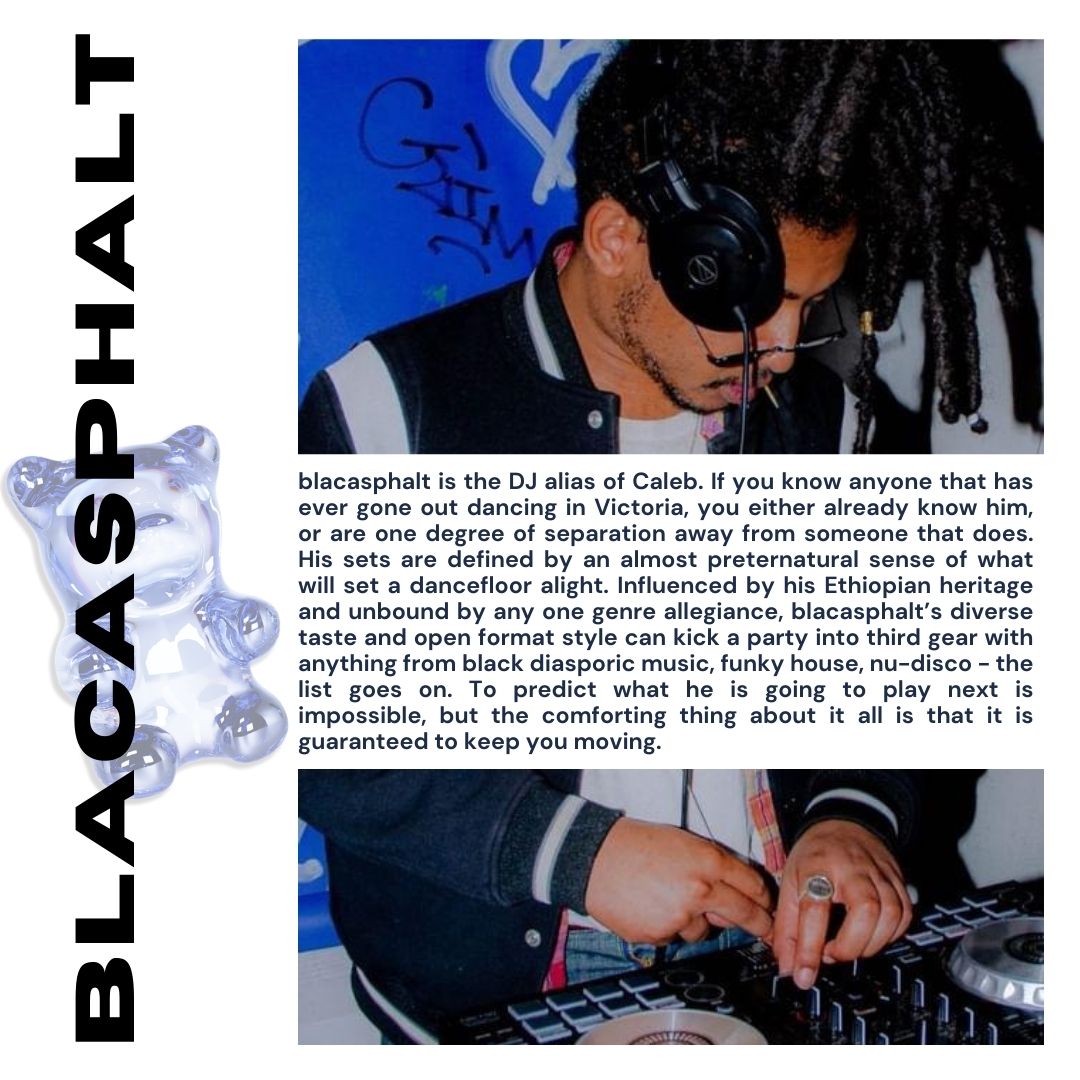 BLACASPHALT
blacasphalt is the DJ alias of Caleb. If you know anyone that has
ever gone out dancing in Victoria, you either already know him,
or are one degree of separation away from someone that does.
His sets are defined by an almost preternatural sense of what
will set a dancefloor alight. Influenced by his Ethiopian heritage
and unbound by any one genre allegiance, blacasphalt’s diverse
taste and open format style can kick a party into third gear with
anything from black diasporic music, funky house, nu-disco - the
list goes on. To predict what he is going to play next is
impossible, but the comforting thing about it all is that it is
guaranteed to keep you moving.